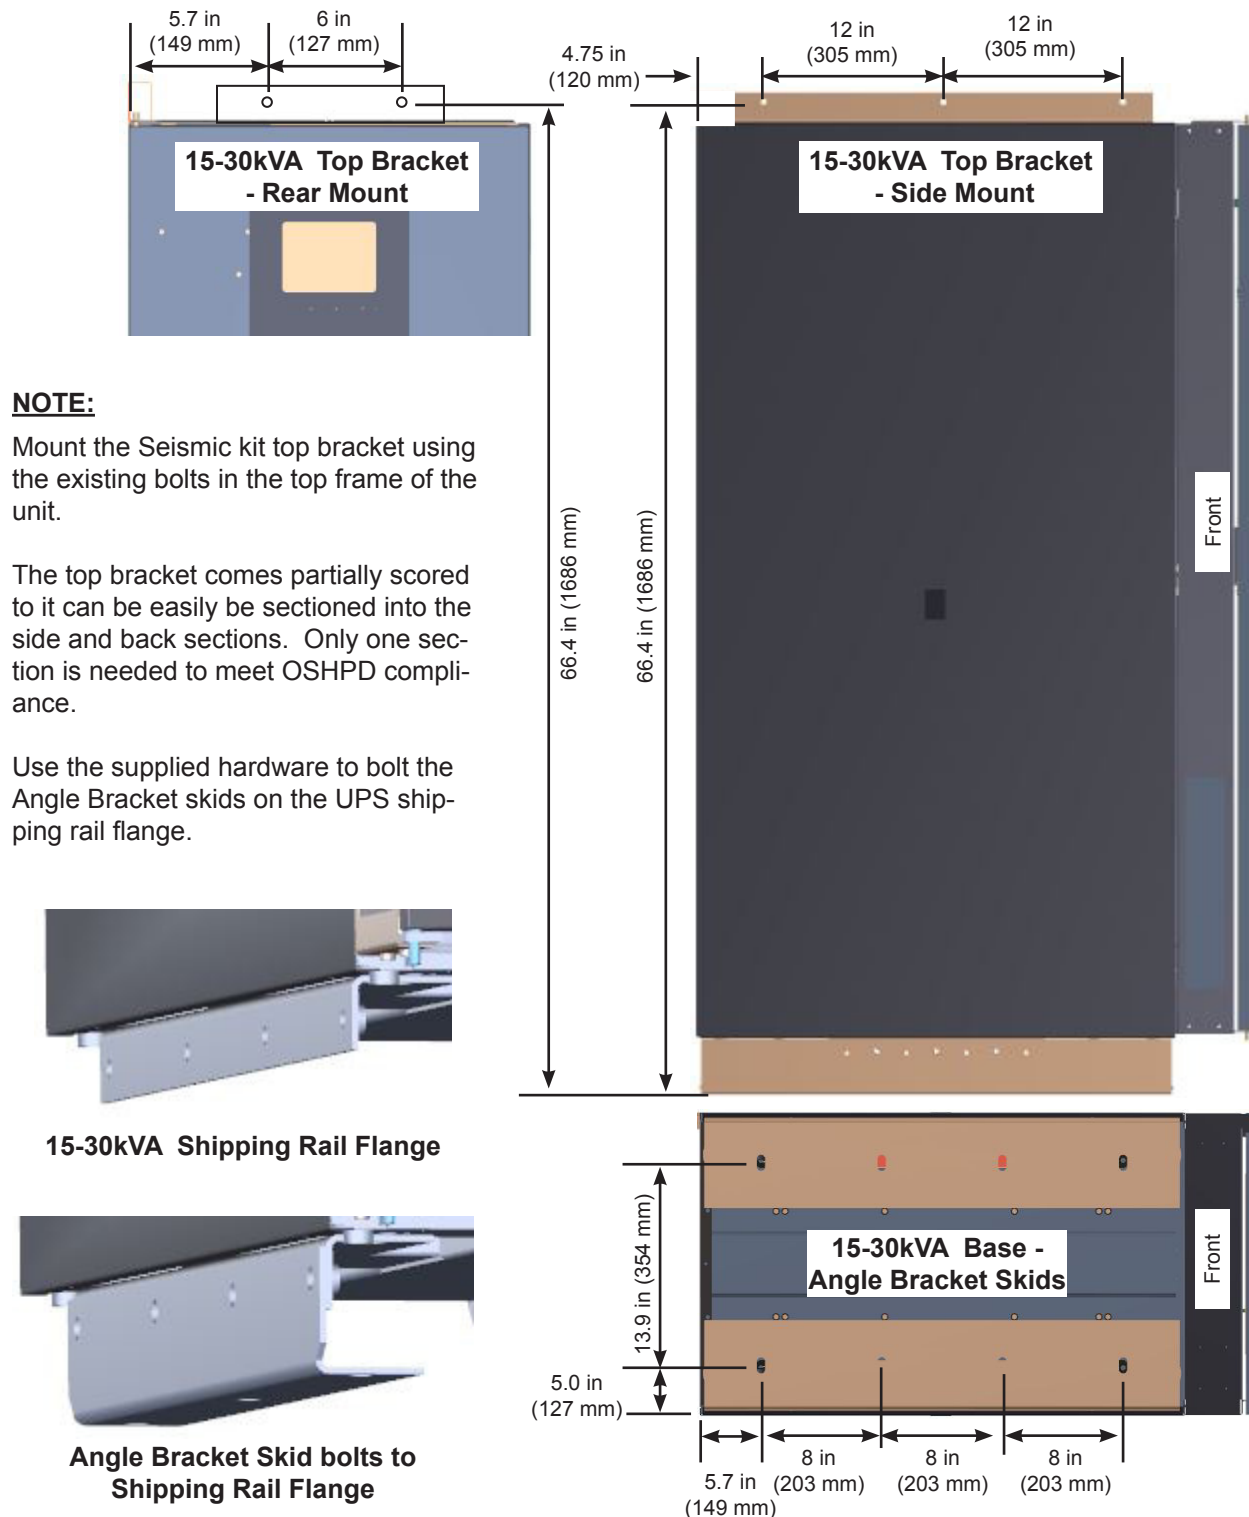 5.7 in
(149 mm)
6 in
(127 mm)
4.75 in
(120 mm)
12 in
(305 mm)
12 in
(305 mm)
15-30kVA  Top Bracket
- Rear Mount
15-30kVA  Top Bracket
- Side Mount
NOTE:
Mount the Seismic kit top bracket using
the existing bolts in the top frame of the
unit.
The top bracket comes partially scored
to it can be easily be sectioned into the
side and back sections.  Only one sec-
tion is needed to meet OSHPD compli-
ance.
Use the supplied hardware to bolt the
Angle Bracket skids on the UPS ship-
ping rail flange.
66.4 in (1686 mm)
66.4 in (1686 mm)
Front
15-30kVA  Shipping Rail Flange
Angle Bracket Skid bolts to
Shipping Rail Flange
13.9 in (354 mm)
15-30kVA  Base -
Angle Bracket Skids
Front
5.0 in
(127 mm)
5.7 in
(149 mm)
8 in
(203 mm)
8 in
(203 mm)
8 in
(203 mm)